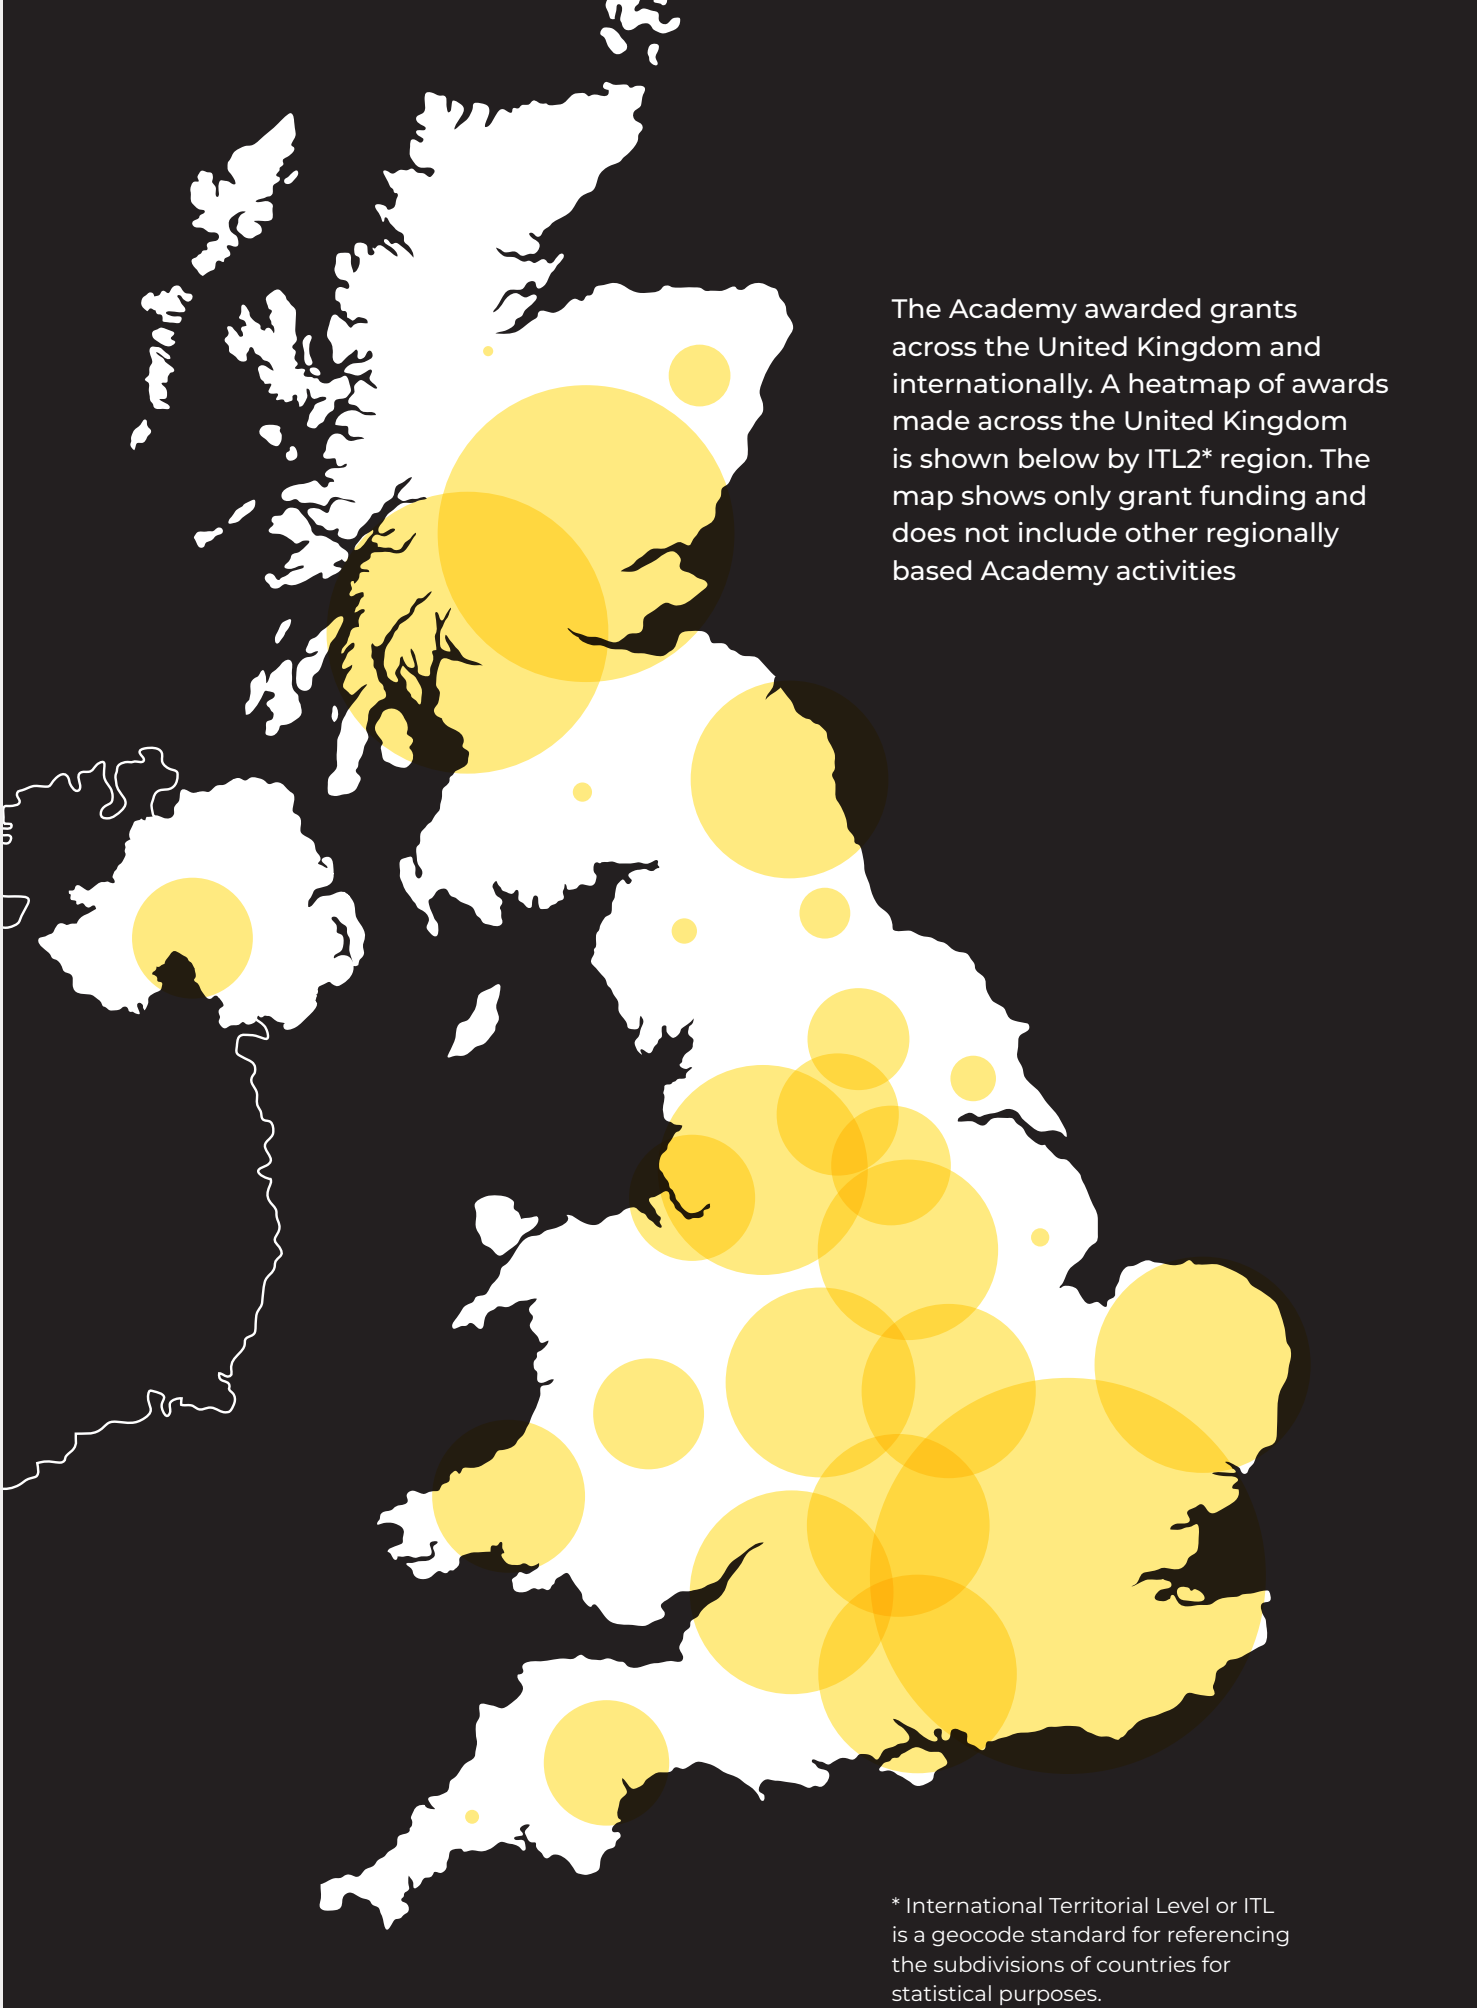 The Academy awarded grants
across the United Kingdom and
internationally. A heatmap of awards
made across the United Kingdom
is shown below by ITL2* region. The
map shows only grant funding and
does not include other regionally
based Academy activities
* International Territorial Level or ITL
is a geocode standard for referencing
the subdivisions of countries for
statistical purposes.